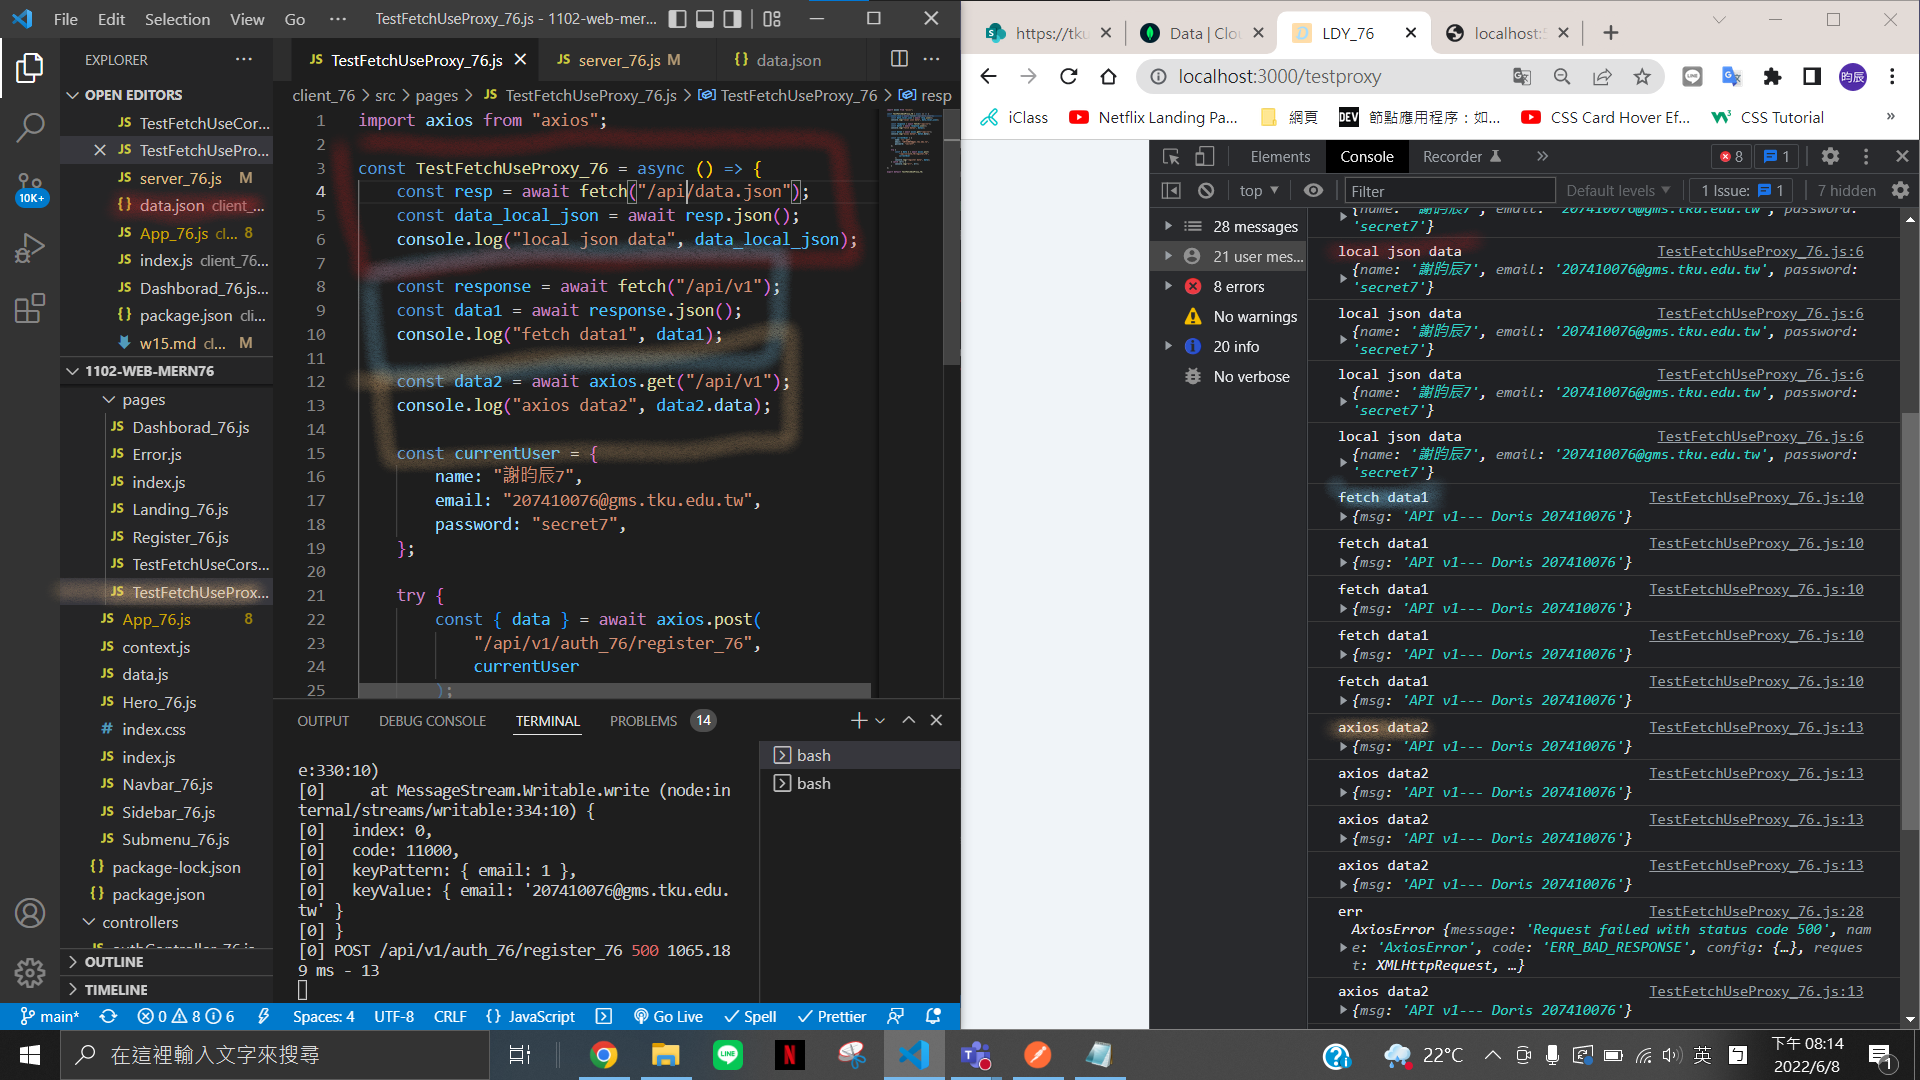 File Edit Selection View Go ··· TestFetchUseProxy_76.js - 1102-web-mer...
EXPLORER ···
OPEN EDITORS
JS TestFetchUseCor...
JS TestFetchUsePro...
JS server_76.js M
{} data.json client_...
JS App_76.js cl... 8
JS index.js client_76...
JS Dashborad_76.js...
{} package.json cli...
w15.md cl... M
10K+
1102-WEB-MERN76
pages
JS Dashborad_76.js
JS Error.js
JS index.js
JS Landing_76.js
JS Register_76.js
JS TestFetchUseCors...
JS TestFetchUseProx...
JS App_76.js 8
JS context.js
JS data.js
JS Hero_76.js
# index.css
JS index.js
JS Navbar_76.js
JS Sidebar_76.js
JS Submenu_76.js
{} package-lock.json
{} package.json
controllers
OUTLINE
TIMELINE
JS TestFetchUseProxy_76.js JS server_76.js M {} data.json ···
client_76 > src > pages > JS TestFetchUseProxy_76.js > TestFetchUseProxy_76 > resp
1 import axios from "axios";
2
3 const TestFetchUseProxy_76 = async () => {
4 const resp = await fetch("/api/data.json");
5 const data_local_json = await resp.json();
6 console.log("local json data", data_local_json);
7
8 const response = await fetch("/api/v1");
9 const data1 = await response.json();
10 console.log("fetch data1", data1);
11
12 const data2 = await axios.get("/api/v1");
13 console.log("axios data2", data2.data);
14
15 const currentUser = {
16 name: "謝昀辰7",
17 email: "207410076@gms.tku.edu.tw",
18 password: "secret7",
19 };
20
21 try {
22 const { data } = await axios.post(
23 "/api/v1/auth_76/register_76",
24 currentUser
25 );
OUTPUT DEBUG CONSOLE TERMINAL PROBLEMS 14
bash
bash
e:330:10)
[0] at MessageStream.Writable.write (node:in
ternal/streams/writable:334:10) {
[0] index: 0,
[0] code: 11000,
[0] keyPattern: { email: 1 },
[0] keyValue: { email: '207410076@gms.tku.edu.
tw' }
[0] }
[0] POST /api/v1/auth_76/register_76 500 1065.18
9 ms - 13
main* 0 8 6 Spaces: 4 UTF-8 CRLF {} JavaScript Go Live Spell Prettier
https://tku Data | Clou LDY_76 localhost:5
localhost:3000/testproxy 昀辰
iClass Netflix Landing Pa... 網頁 DEV 節點應用程序：如... CSS Card Hover Ef... CSS Tutorial »
Elements Console Recorder » 8 1
top Filter Default levels 1 Issue: 1 7 hidden
28 messages
21 user mes...
8 errors
No warnings
20 info
No verbose
{name: '謝昀辰7', email: '207410076@gms.tku.edu.tw', password:
'secret7'}
local json data TestFetchUseProxy_76.js:6
{name: '謝昀辰7', email: '207410076@gms.tku.edu.tw', password:
'secret7'}
local json data TestFetchUseProxy_76.js:6
{name: '謝昀辰7', email: '207410076@gms.tku.edu.tw', password:
'secret7'}
local json data TestFetchUseProxy_76.js:6
{name: '謝昀辰7', email: '207410076@gms.tku.edu.tw', password:
'secret7'}
local json data TestFetchUseProxy_76.js:6
{name: '謝昀辰7', email: '207410076@gms.tku.edu.tw', password:
'secret7'}
fetch data1 TestFetchUseProxy_76.js:10
{msg: 'API v1--- Doris 207410076'}
fetch data1 TestFetchUseProxy_76.js:10
{msg: 'API v1--- Doris 207410076'}
fetch data1 TestFetchUseProxy_76.js:10
{msg: 'API v1--- Doris 207410076'}
fetch data1 TestFetchUseProxy_76.js:10
{msg: 'API v1--- Doris 207410076'}
fetch data1 TestFetchUseProxy_76.js:10
{msg: 'API v1--- Doris 207410076'}
axios data2 TestFetchUseProxy_76.js:13
{msg: 'API v1--- Doris 207410076'}
axios data2 TestFetchUseProxy_76.js:13
{msg: 'API v1--- Doris 207410076'}
axios data2 TestFetchUseProxy_76.js:13
{msg: 'API v1--- Doris 207410076'}
axios data2 TestFetchUseProxy_76.js:13
{msg: 'API v1--- Doris 207410076'}
err TestFetchUseProxy_76.js:28
AxiosError {message: 'Request failed with status code 500', nam
e: 'AxiosError', code: 'ERR_BAD_RESPONSE', config: {…}, reques
t: XMLHttpRequest, …}
axios data2 TestFetchUseProxy_76.js:13
{msg: 'API v1--- Doris 207410076'}
在這裡輸入文字來搜尋 22°C 英 下午 08:14
2022/6/8 1